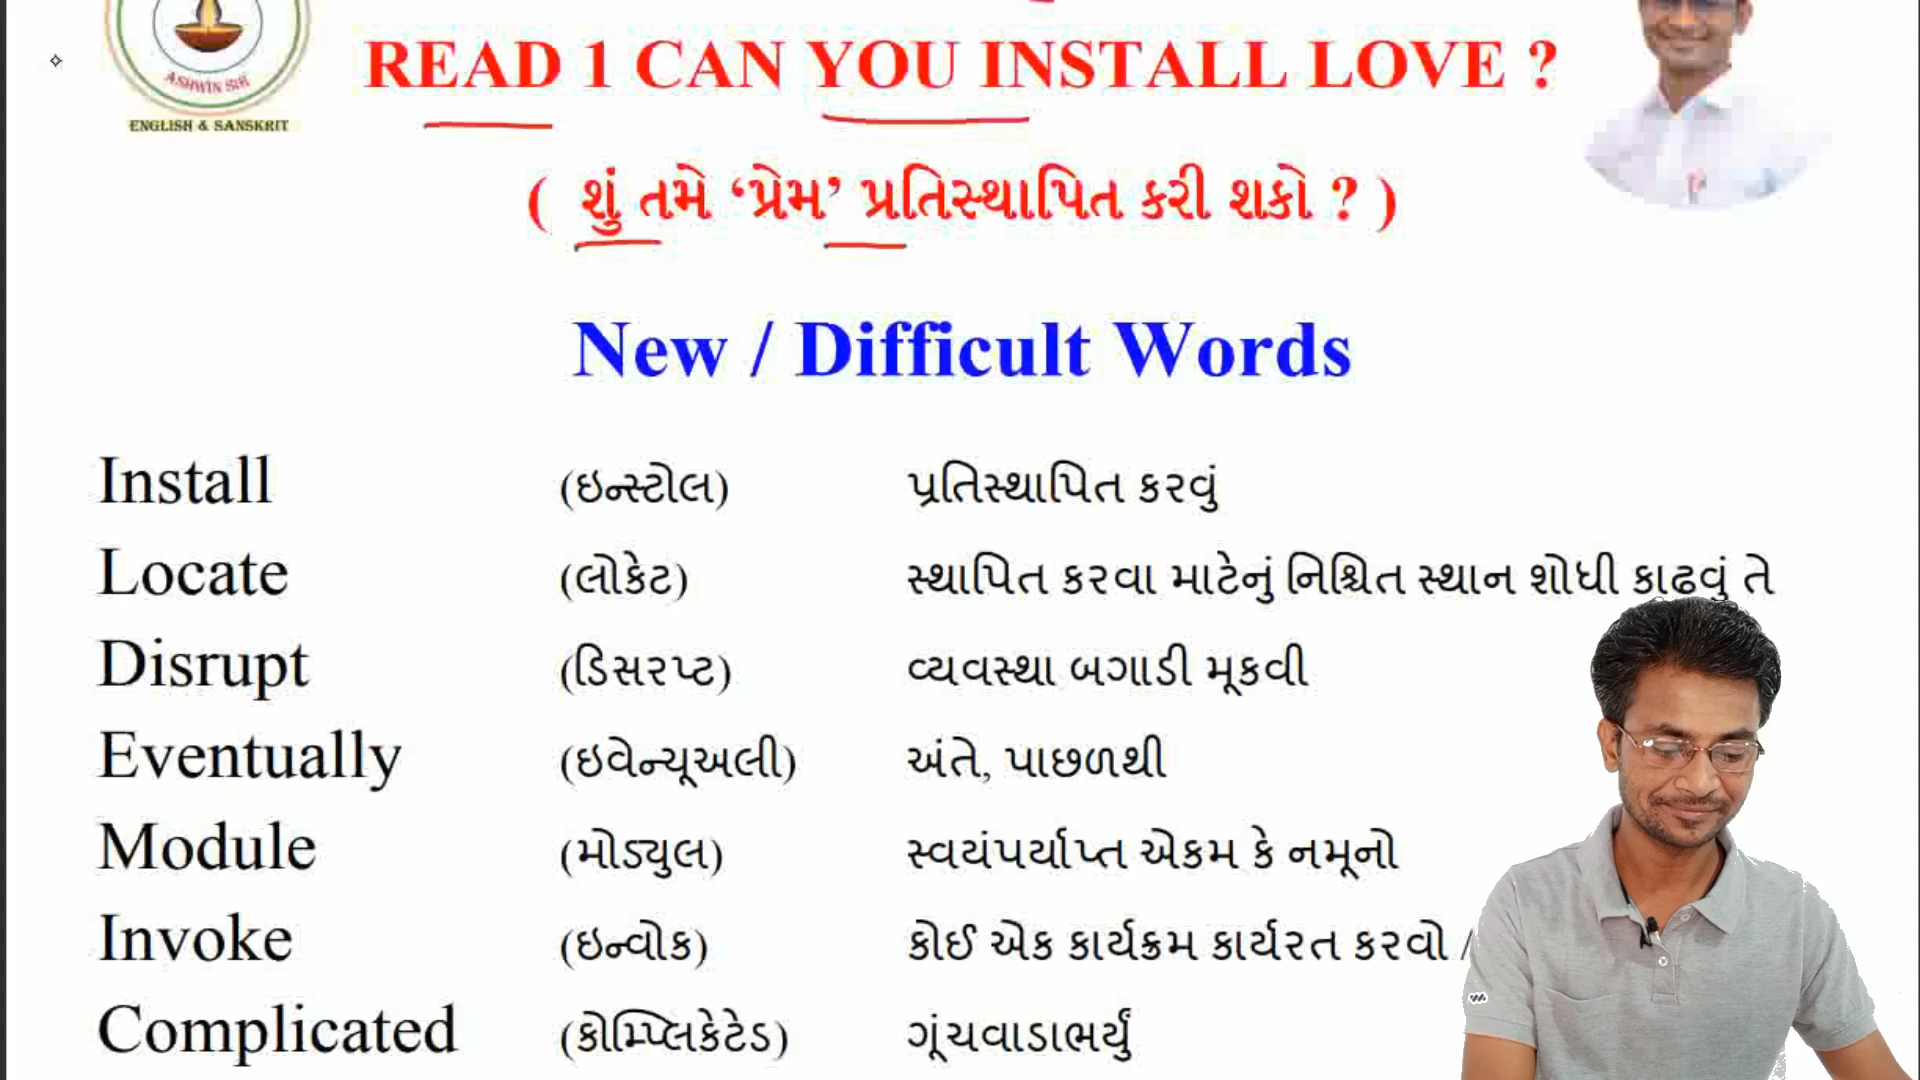 ASHWIN SIR
ENGLISH & SANSKRIT
READ 1 CAN YOU INSTALL LOVE ?
( શું તમે ‘પ્રેમ’ પ્રતિસ્થાપિત કરી શકો ? )
New / Difficult Words
Install (ઇન્સ્ટોલ) પ્રતિસ્થાપિત કરવું
Locate (લોકેટ) સ્થાપિત કરવા માટેનું નિશ્ચિત સ્થાન શોધી કાઢવું તે
Disrupt (ડિસરપ્ટ) વ્યવસ્થા બગાડી મૂકવી
Eventually (ઇવેન્યૂઅલી) અંતે, પાછળથી
Module (મોડ્યુલ) સ્વયંપર્યાપ્ત એકમ કે નમૂનો
Invoke (ઇન્વોક) કોઈ એક કાર્યક્રમ કાર્યરત કરવો /
Complicated (કોમ્પ્લિકેટેડ) ગૂંચવાડાભર્યું